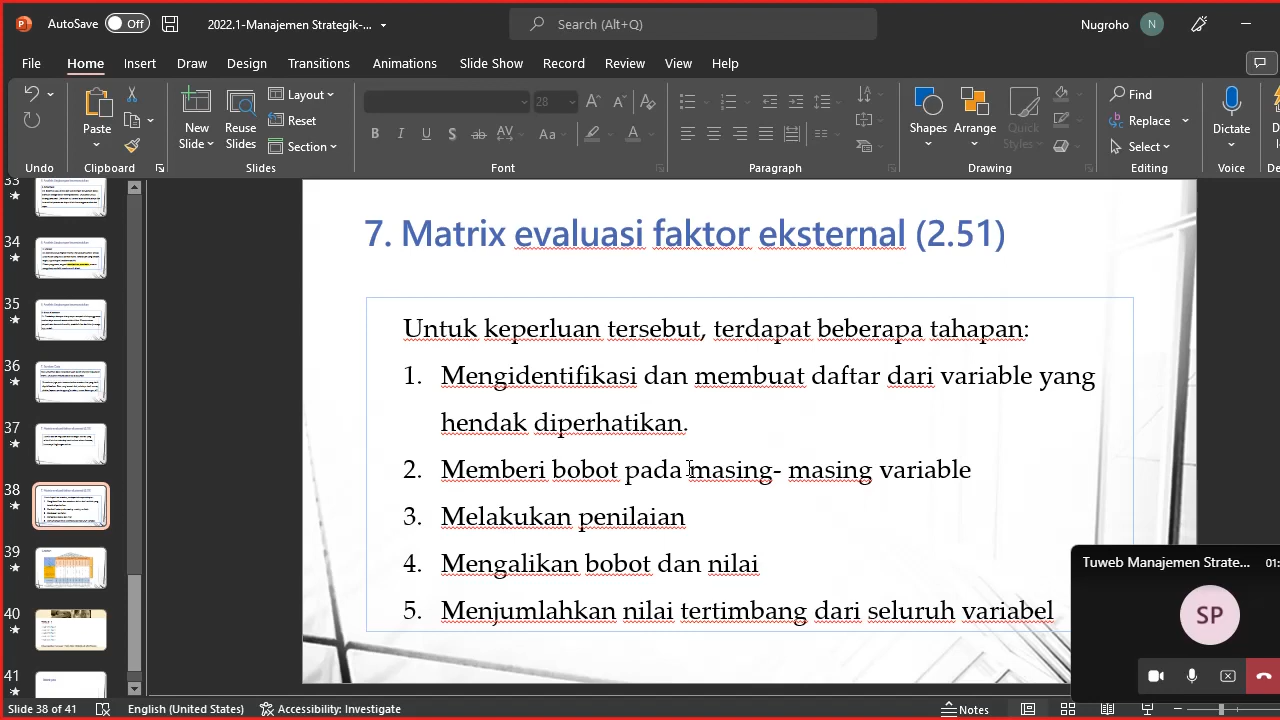 AutoSave Off 2022.1-Manajemen Strategik-... Search (Alt+Q) Nugroho N
File Home Insert Draw Design Transitions Animations Slide Show Record Review View Help
Undo
Paste
Clipboard
New Slide
Reuse Slides
Layout
Reset
Section
Slides
28
Font
Paragraph
Shapes
Arrange
Quick Styles
Drawing
Find
Replace
Select
Editing
Dictate
Voice
33
34
35
36
37
38
39
40
41
7. Matrix evaluasi faktor eksternal (2.51)
Untuk keperluan tersebut, terdapat beberapa tahapan:
1. Mengidentifikasi dan membuat daftar dari variable yang
hendak diperhatikan.
2. Memberi bobot pada masing- masing variable
3. Melakukan penilaian
4. Mengalikan bobot dan nilai
5. Menjumlahkan nilai tertimbang dari seluruh variabel
Tuweb Manajemen Strate...
SP
Slide 38 of 41 English (United States) Accessibility: Investigate Notes